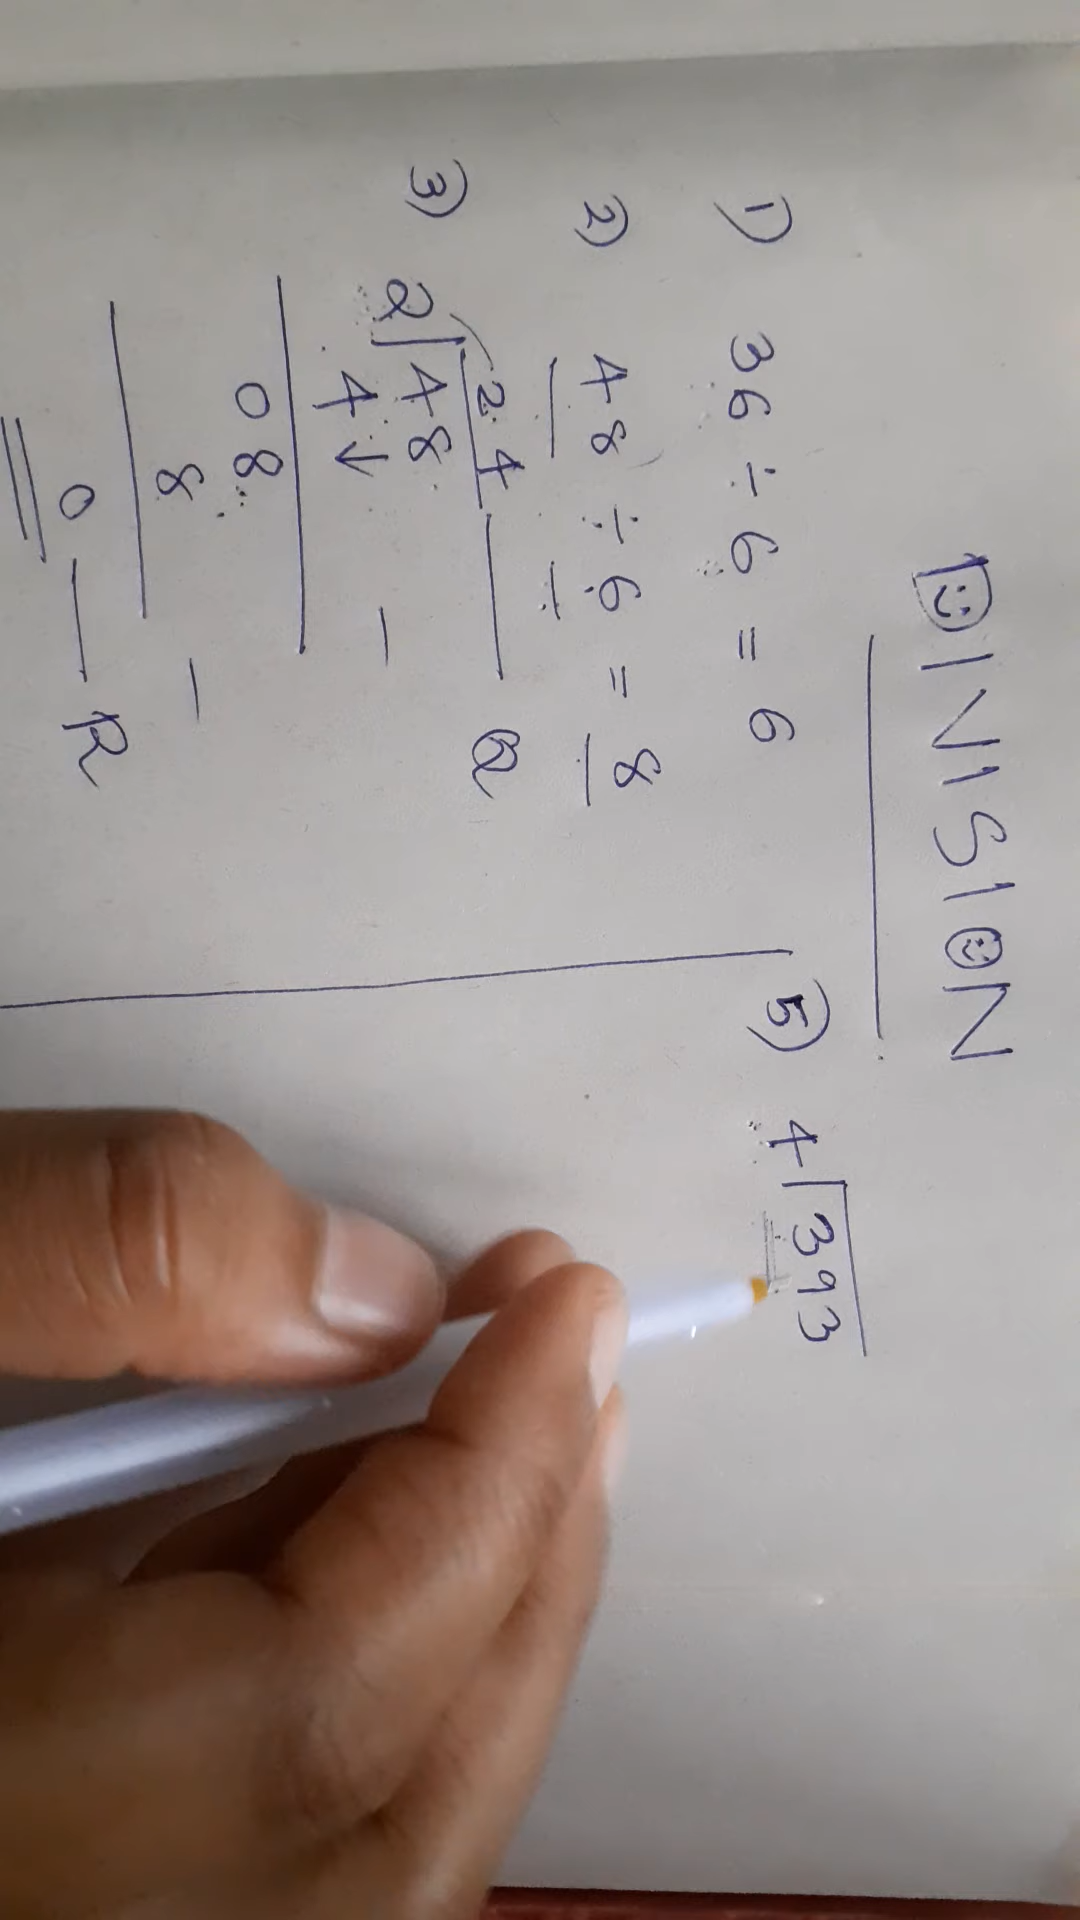 DIVISION
1) 36 ÷ 6 = 6
2) 48 ÷ 6 = 8
3)
24 — Q
2 48
4 ↓ −
08
8 −
0 — R
5) 4 393